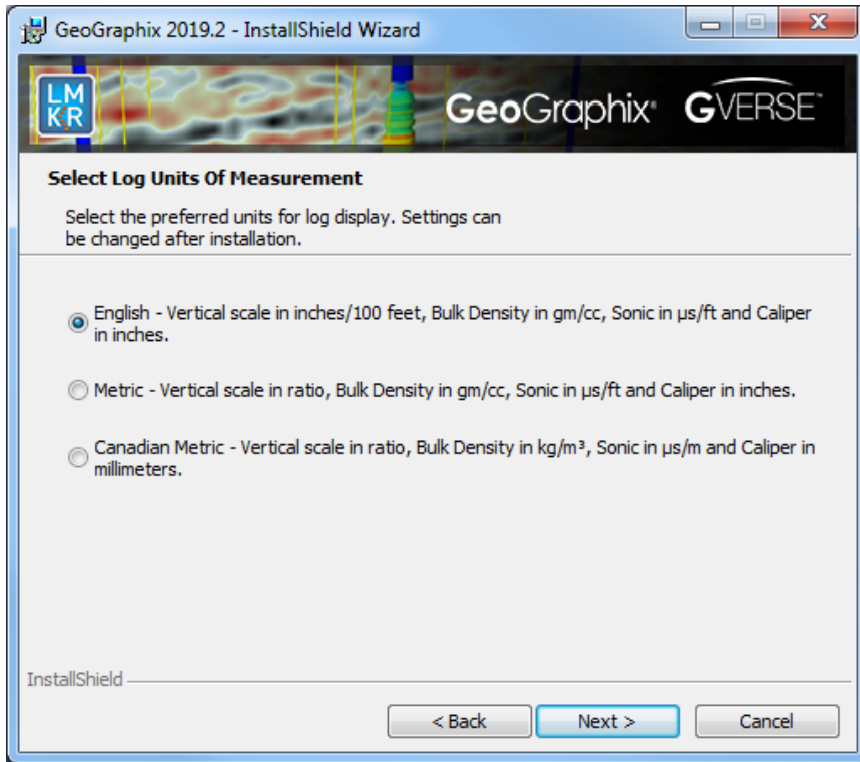 GeoGraphix 2019.2 - InstallShield Wizard
LM
KR
GeoGraphix® GVERSE™
Select Log Units Of Measurement
Select the preferred units for log display. Settings can
be changed after installation.
English - Vertical scale in inches/100 feet, Bulk Density in gm/cc, Sonic in µs/ft and Caliper
in inches.
Metric - Vertical scale in ratio, Bulk Density in gm/cc, Sonic in µs/ft and Caliper in inches.
Canadian Metric - Vertical scale in ratio, Bulk Density in kg/m³, Sonic in µs/m and Caliper in
millimeters.
InstallShield
< Back Next > Cancel